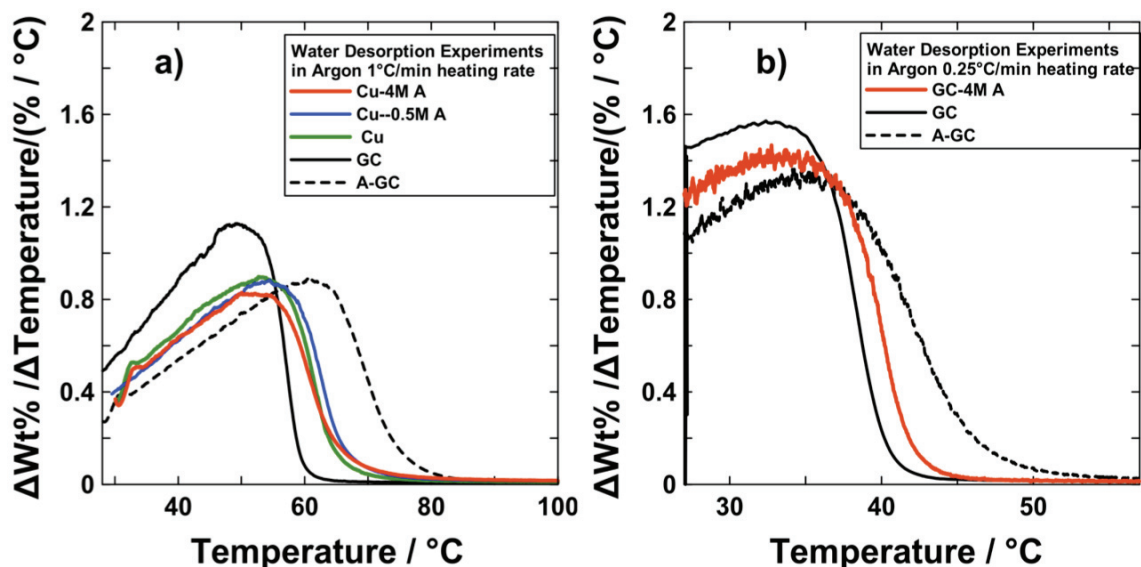 a)
Water Desorption Experiments
in Argon 1°C/min heating rate
Cu-4M A
Cu--0.5M A
Cu
GC
A-GC
ΔWt% /ΔTemperature/(% / °C)
2
1.6
1.2
0.8
0.4
0
40
60
80
100
Temperature / °C
b)
Water Desorption Experiments
in Argon 0.25°C/min heating rate
GC-4M A
GC
A-GC
ΔWt% /ΔTemperature/(% / °C)
2
1.6
1.2
0.8
0.4
0
30
40
50
Temperature / °C